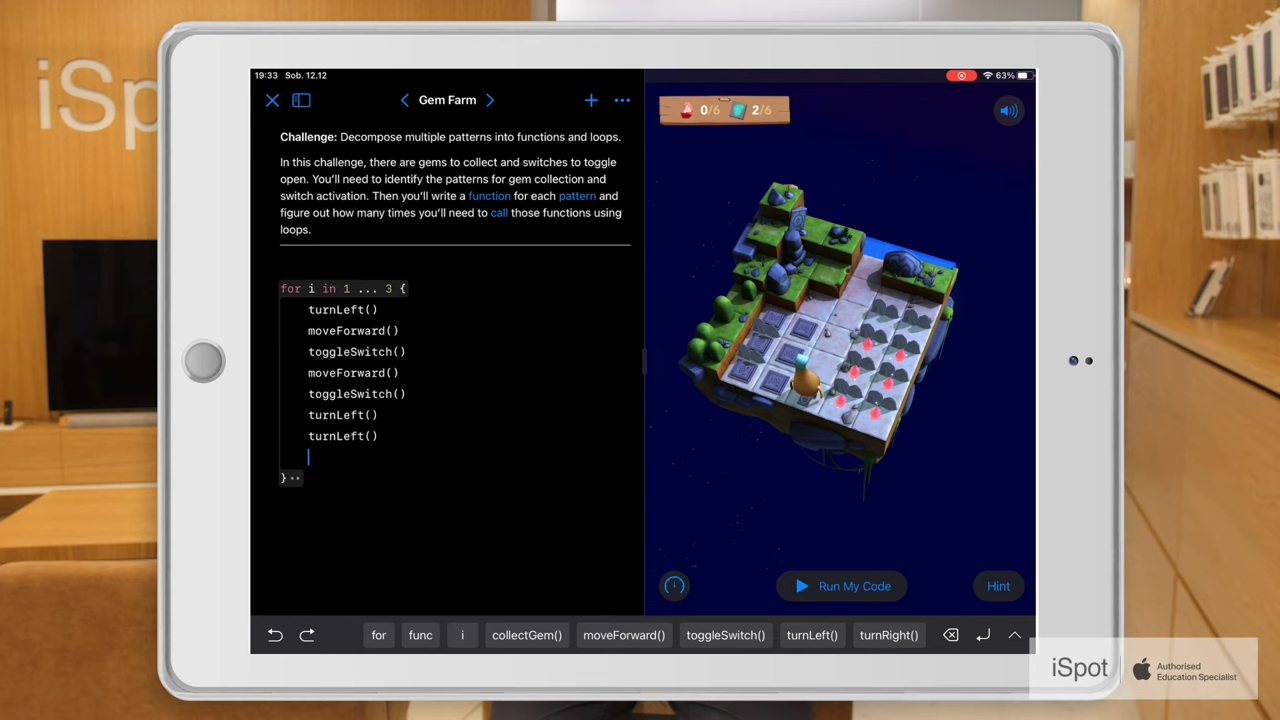 iSp
19:33 Sob. 12.12
63%
Gem Farm
Challenge: Decompose multiple patterns into functions and loops.
In this challenge, there are gems to collect and switches to toggle
open. You'll need to identify the patterns for gem collection and
switch activation. Then you'll write a function for each pattern and
figure out how many times you'll need to call those functions using
loops.
for i in 1 ... 3 {
turnLeft()
moveForward()
toggleSwitch()
moveForward()
toggleSwitch()
turnLeft()
turnLeft()
}
0/6 2/6
Run My Code
Hint
for func i collectGem() moveForward() toggleSwitch() turnLeft() turnRight()
iSpot
Authorised
Education Specialist